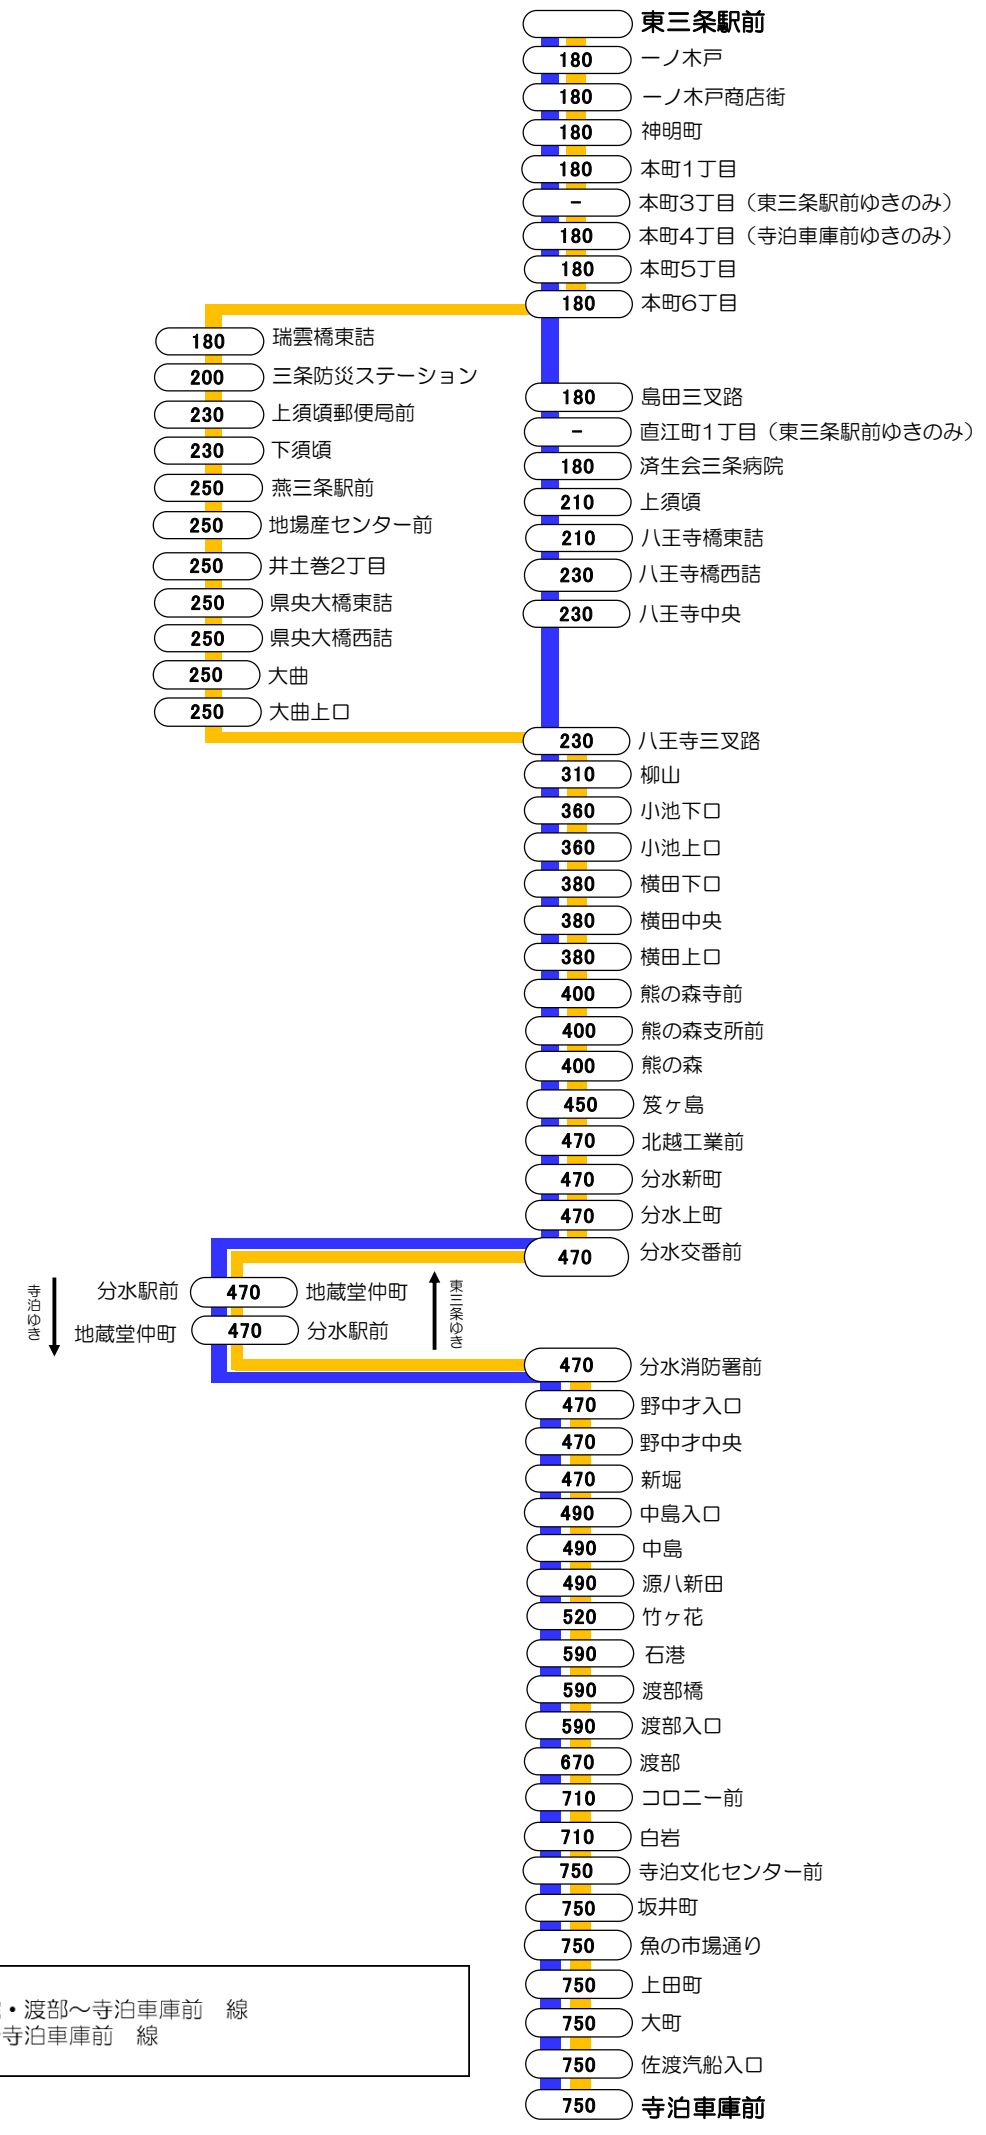 東三条駅前
180 一ノ木戸
180 一ノ木戸商店街
180 神明町
180 本町1丁目
- 本町3丁目（東三条駅前ゆきのみ）
180 本町4丁目（寺泊車庫前ゆきのみ）
180 本町5丁目
180 本町6丁目
180 瑞雲橋東詰
200 三条防災ステーション
230 上須頃郵便局前
230 下須頃
250 燕三条駅前
250 地場産センター前
250 井土巻2丁目
250 県央大橋東詰
250 県央大橋西詰
250 大曲
250 大曲上口
180 島田三叉路
- 直江町1丁目（東三条駅前ゆきのみ）
180 済生会三条病院
210 上須頃
210 八王寺橋東詰
230 八王寺橋西詰
230 八王寺中央
230 八王寺三叉路
310 柳山
360 小池下口
360 小池上口
380 横田下口
380 横田中央
380 横田上口
400 熊の森寺前
400 熊の森支所前
400 熊の森
450 笈ヶ島
470 北越工業前
470 分水新町
470 分水上町
470 分水交番前
寺泊ゆき
分水駅前 470 地蔵堂仲町
地蔵堂仲町 470 分水駅前
東三条ゆき
470 分水消防署前
470 野中才入口
470 野中才中央
470 新堀
490 中島入口
490 中島
490 源八新田
520 竹ヶ花
590 石港
590 渡部橋
590 渡部入口
670 渡部
710 コロニー前
710 白岩
750 寺泊文化センター前
750 坂井町
750 魚の市場通り
750 上田町
750 大町
750 佐渡汽船入口
750 寺泊車庫前
・渡部～寺泊車庫前 線
寺泊車庫前 線